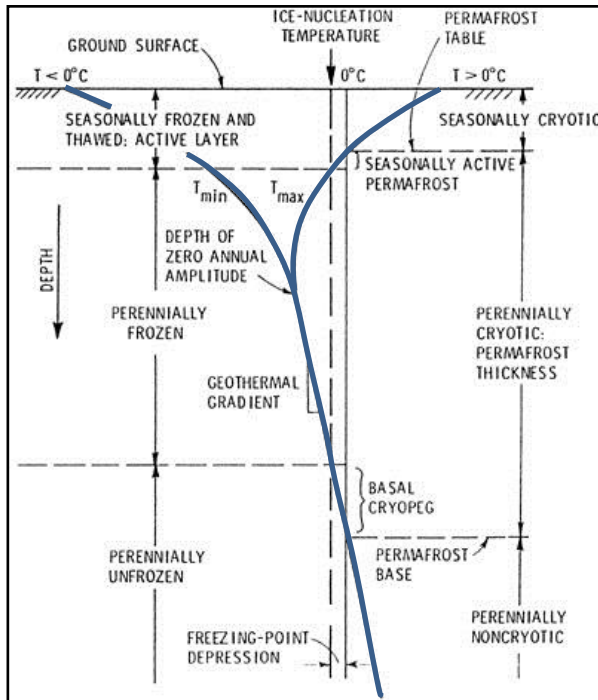 ICE-NUCLEATION
TEMPERATURE
PERMAFROST
TABLE
GROUND SURFACE
T < 0°C
0°C
T > 0°C
SEASONALLY FROZEN AND
THAWED: ACTIVE LAYER
SEASONALLY CRYOTIC
SEASONALLY ACTIVE
PERMAFROST
Tmin
Tmax
DEPTH OF
ZERO ANNUAL
AMPLITUDE
DEPTH
PERENNIALLY
FROZEN
PERENNIALLY
CRYOTIC:
PERMAFROST
THICKNESS
GEOTHERMAL
GRADIENT
BASAL
CRYOPEG
PERENNIALLY
UNFROZEN
PERMAFROST
BASE
PERENNIALLY
NONCRYOTIC
FREEZING-POINT
DEPRESSION